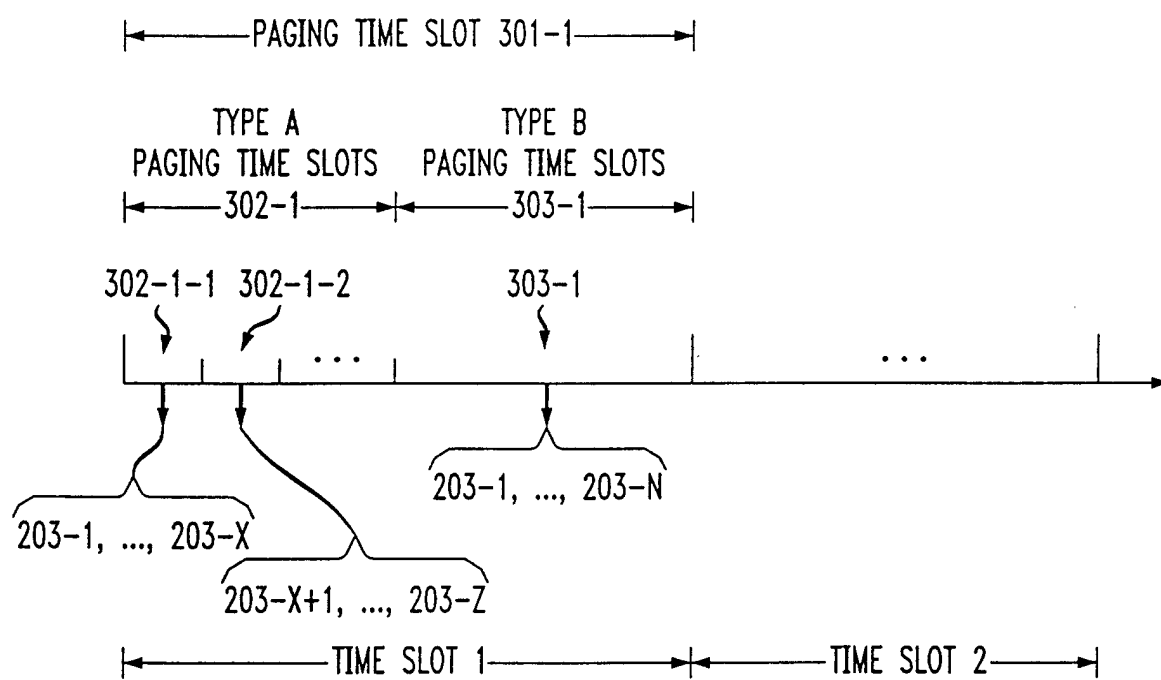 PAGING TIME SLOT 301-1
TYPE A
PAGING TIME SLOTS
302-1
TYPE B
PAGING TIME SLOTS
303-1
302-1-1 302-1-2 303-1
... ...
203-1, ..., 203-X
203-X+1, ..., 203-Z
203-1, ..., 203-N
TIME SLOT 1 TIME SLOT 2